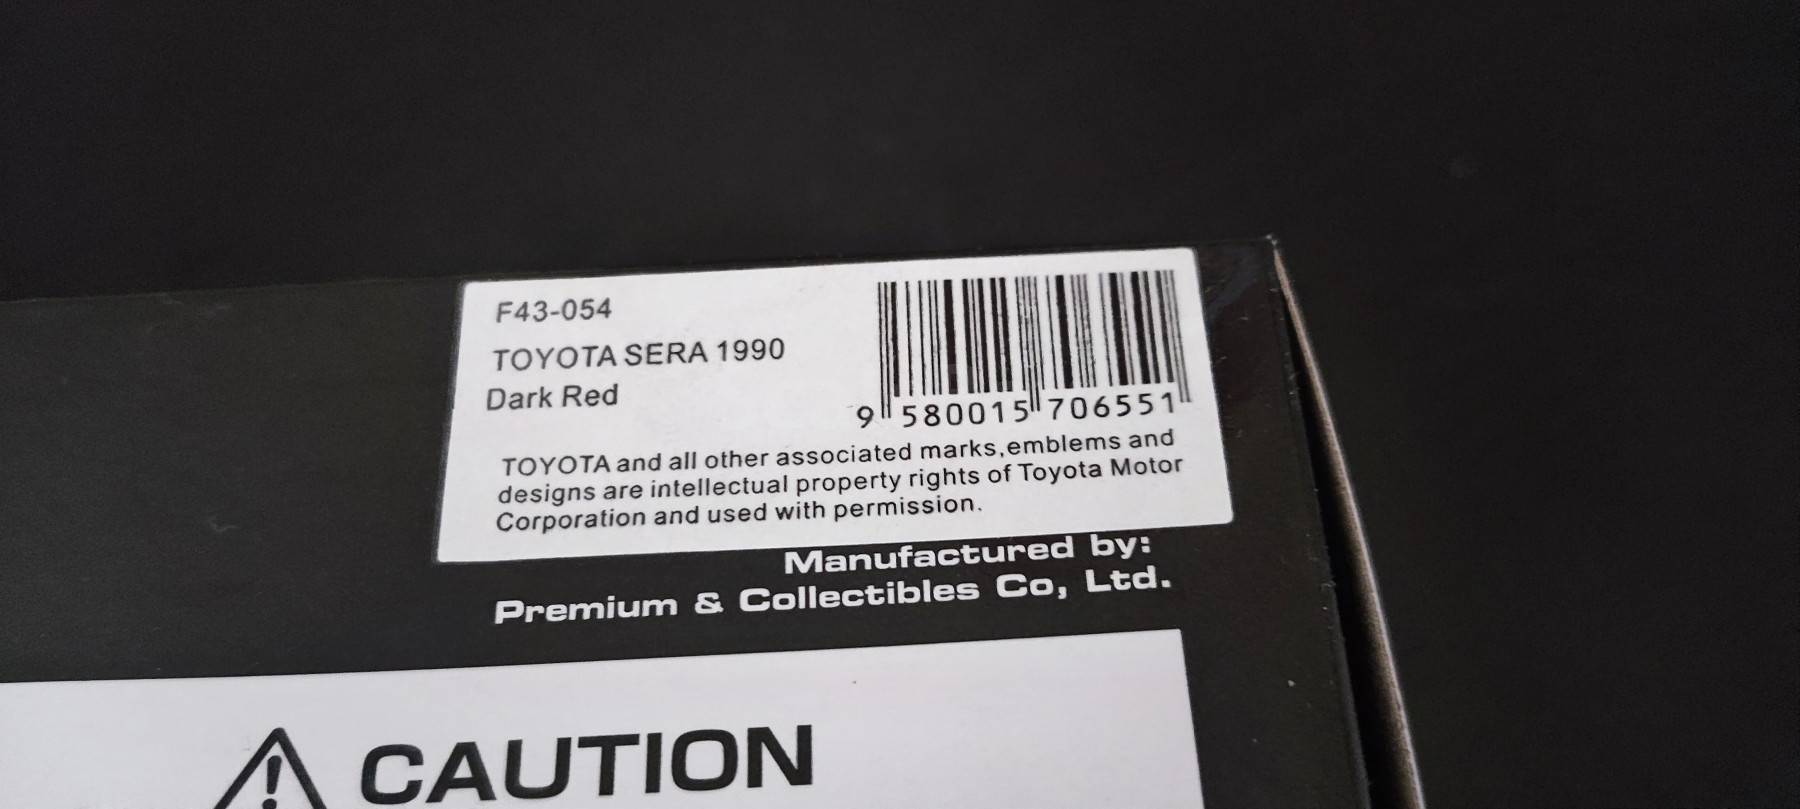 F43-054
TOYOTA SERA 1990
Dark Red
9 580015 706551
TOYOTA and all other associated marks,emblems and
designs are intellectual property rights of Toyota Motor
Corporation and used with permission.
Manufactured by:
Premium & Collectibles Co, Ltd.
CAUTION